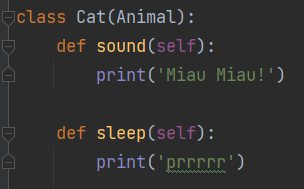 class Cat(Animal):
    def sound(self):
        print('Miau Miau!')
    def sleep(self):
        print('prrrrr')